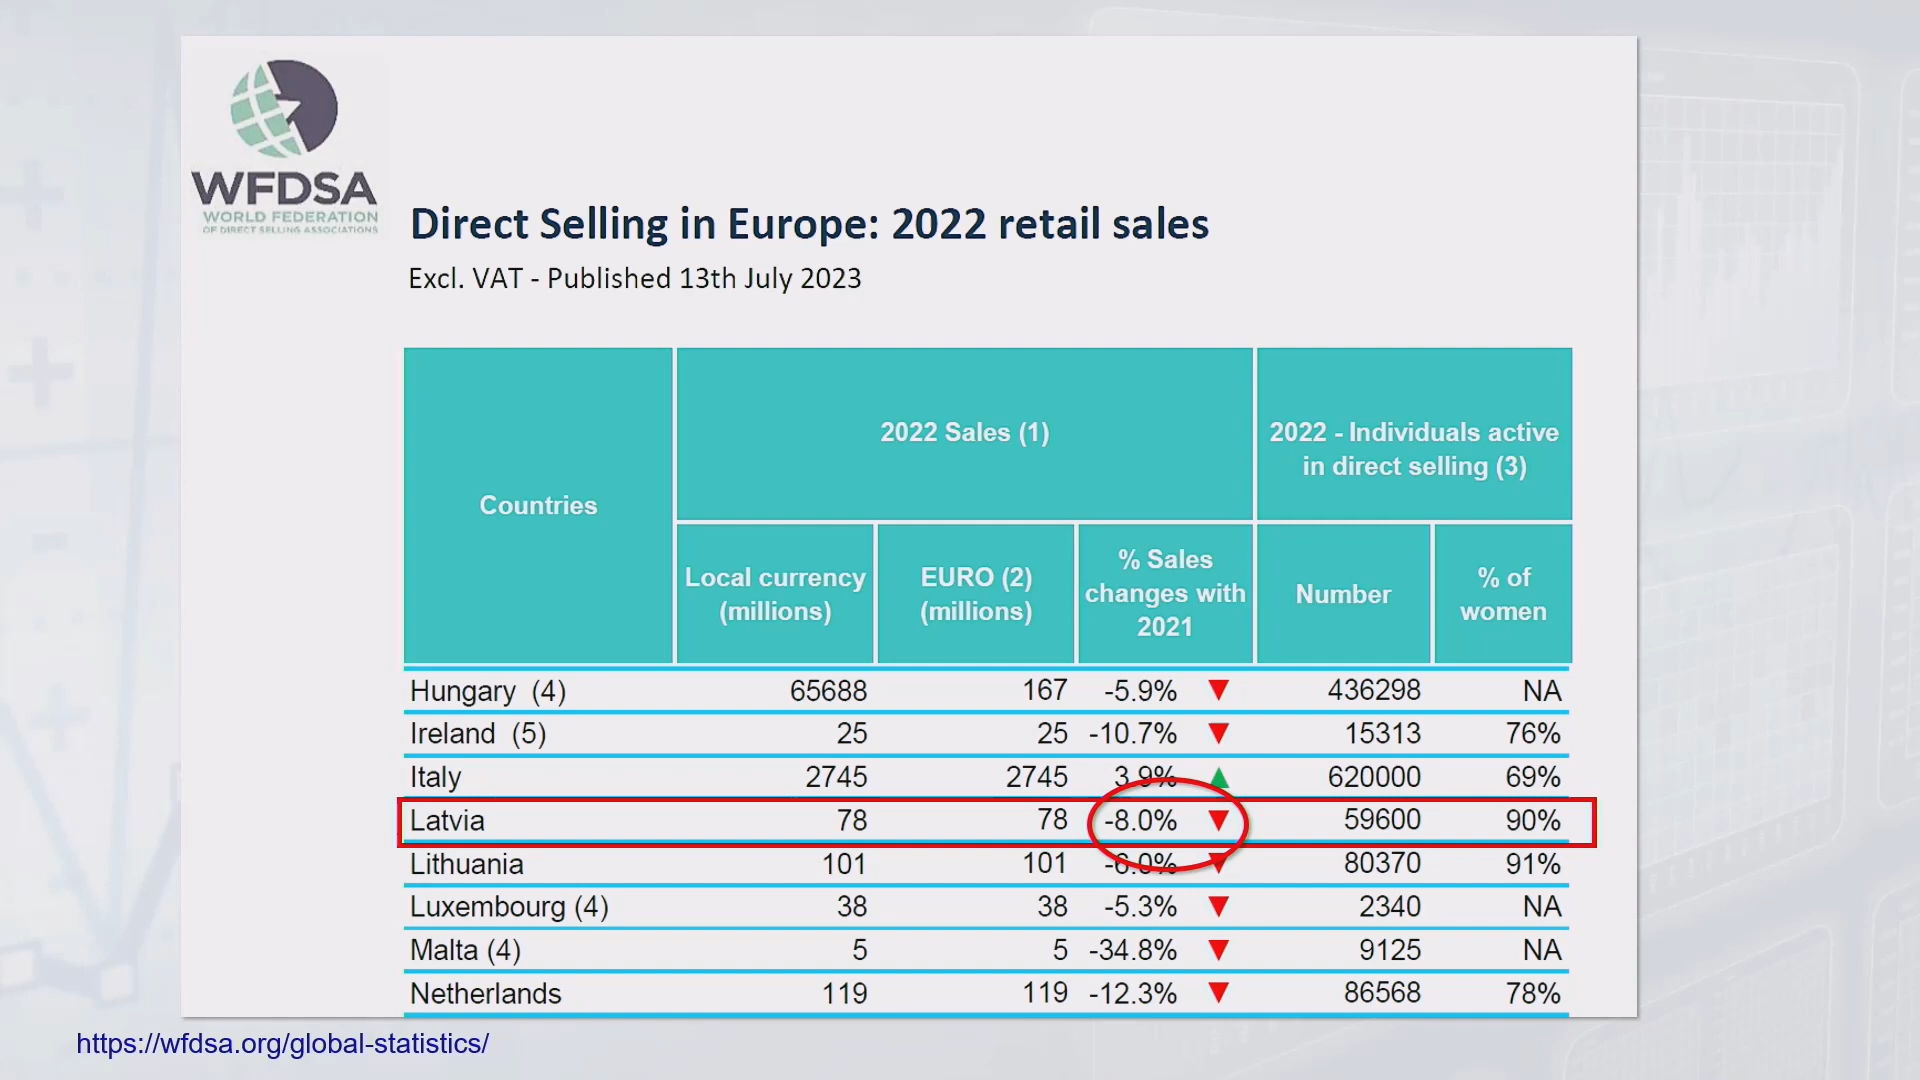 WFDSA
WORLD FEDERATION
OF DIRECT SELLING ASSOCIATIONS
Direct Selling in Europe: 2022 retail sales
Excl. VAT - Published 13th July 2023
Countries
2022 Sales (1)
2022 - Individuals active
in direct selling (3)
Local currency
(millions)
EURO (2)
(millions)
% Sales
changes with
2021
Number
% of
women
Hungary (4) 65688 167 -5.9% 436298 NA
Ireland (5) 25 25 -10.7% 15313 76%
Italy 2745 2745 3.9% 620000 69%
Latvia 78 78 -8.0% 59600 90%
Lithuania 101 101 -6.0% 80370 91%
Luxembourg (4) 38 38 -5.3% 2340 NA
Malta (4) 5 5 -34.8% 9125 NA
Netherlands 119 119 -12.3% 86568 78%
https://wfdsa.org/global-statistics/